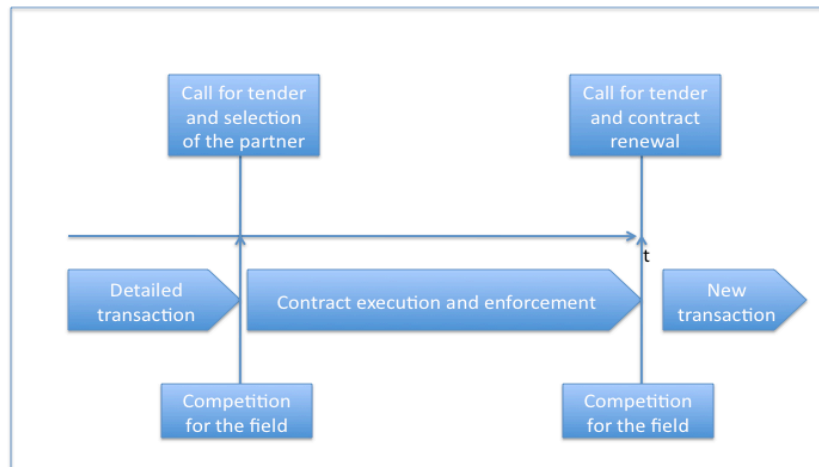 Call for tender
and selection
of the partner
Call for tender
and contract
renewal
t
Detailed
transaction
Contract execution and enforcement
New
transaction
Competition
for the field
Competition
for the field